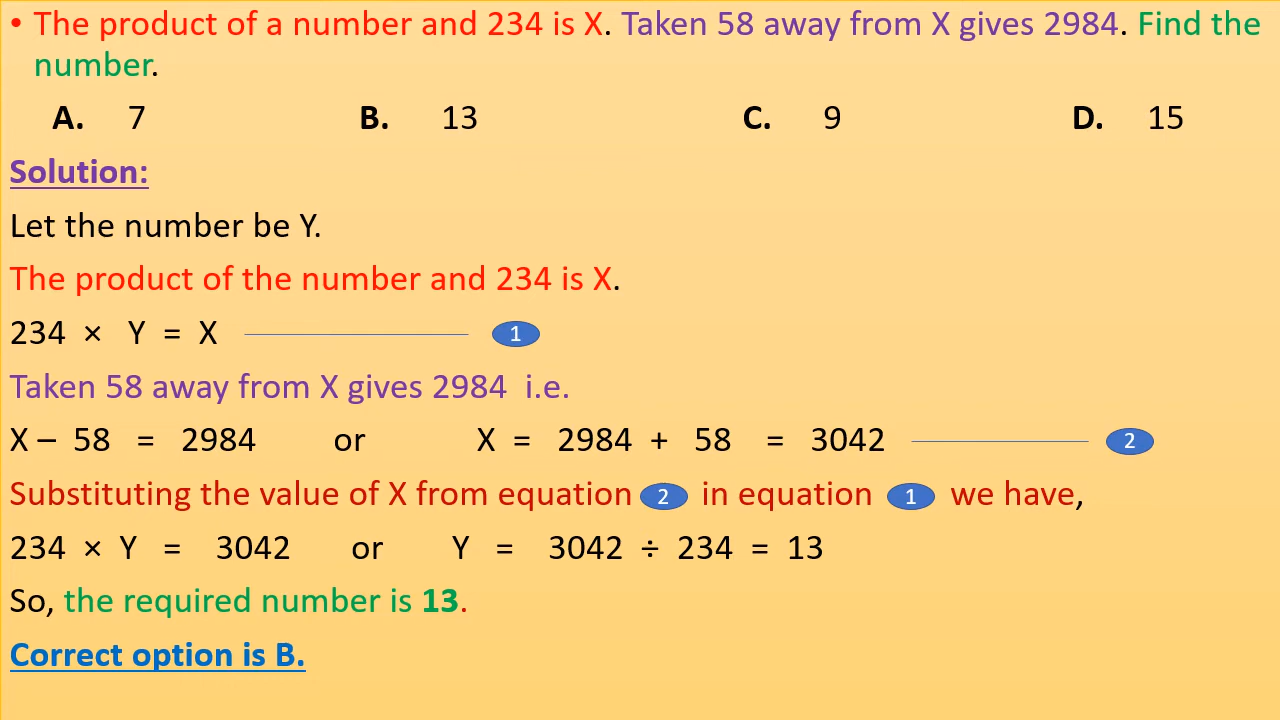 • The product of a number and 234 is X. Taken 58 away from X gives 2984. Find the
number.
A. 7 B. 13 C. 9 D. 15
Solution:
Let the number be Y.
The product of the number and 234 is X.
234 × Y = X 1
Taken 58 away from X gives 2984 i.e.
X – 58 = 2984 or X = 2984 + 58 = 3042 2
Substituting the value of X from equation 2 in equation 1 we have,
234 × Y = 3042 or Y = 3042 ÷ 234 = 13
So, the required number is 13.
Correct option is B.